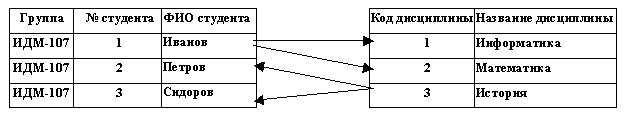 Группа № студента ФИО студента Код дисциплины Название дисциплины
ИДМ-107 1 Иванов 1 Информатика
ИДМ-107 2 Петров 2 Математика
ИДМ-107 3 Сидоров 3 История